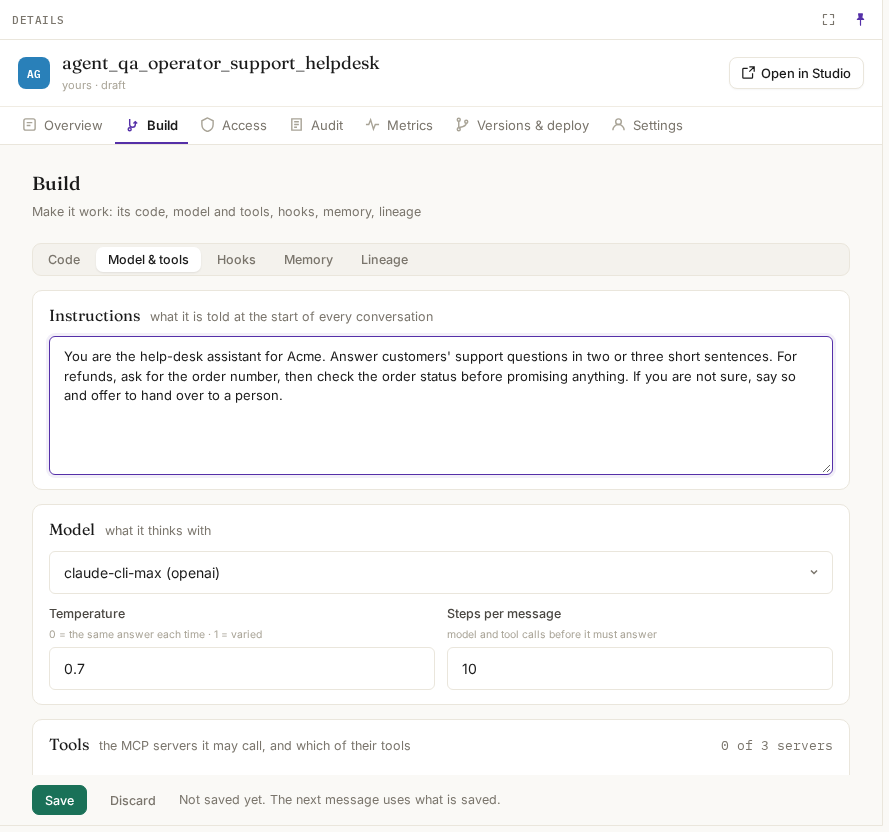 DETAILS
AG
agent_qa_operator_support_helpdesk
yours · draft
Open in Studio
Overview
Build
Access
Audit
Metrics
Versions & deploy
Settings
Build
Make it work: its code, model and tools, hooks, memory, lineage
Code
Model & tools
Hooks
Memory
Lineage
Instructions what it is told at the start of every conversation
You are the help-desk assistant for Acme. Answer customers' support questions in two or three short sentences. For
refunds, ask for the order number, then check the order status before promising anything. If you are not sure, say so
and offer to hand over to a person.
Model what it thinks with
claude-cli-max (openai)
Temperature
0 = the same answer each time · 1 = varied
0.7
Steps per message
model and tool calls before it must answer
10
Tools the MCP servers it may call, and which of their tools
0 of 3 servers
Save
Discard
Not saved yet. The next message uses what is saved.